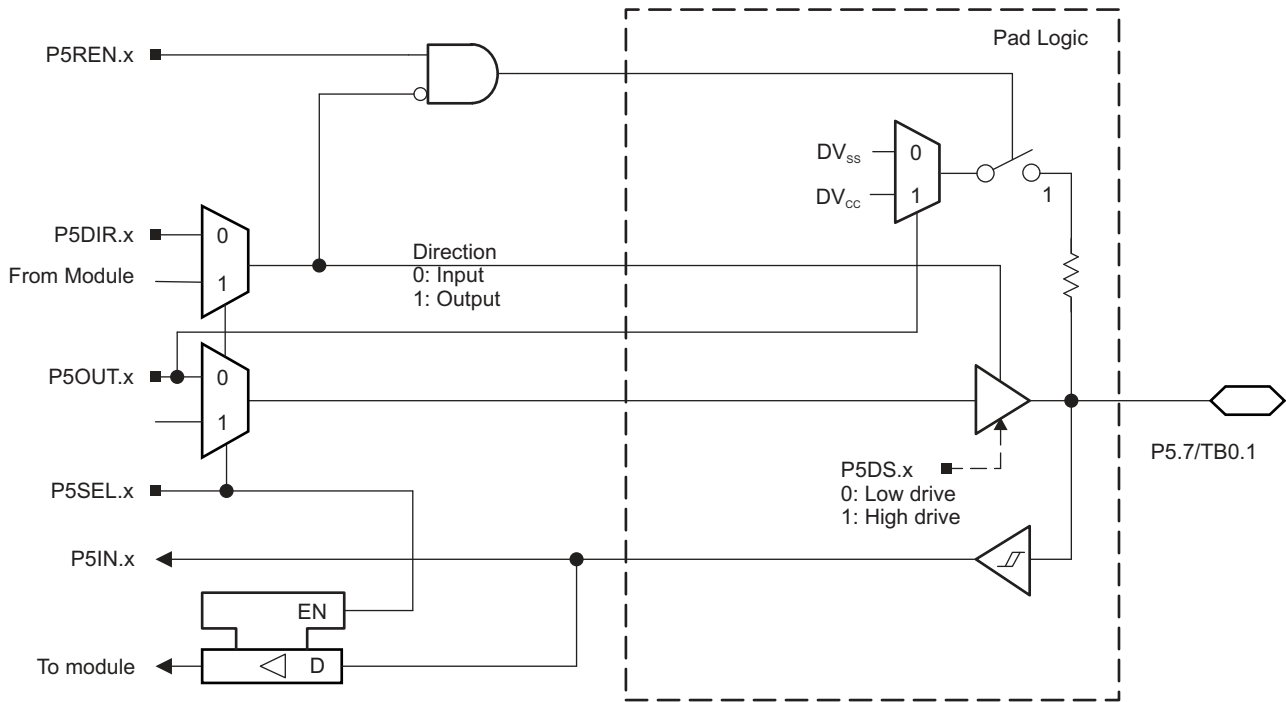 P5REN.x
Pad Logic
DVSS
0
DVCC
1
1
P5DIR.x
0
From Module
1
Direction
0: Input
1: Output
P5OUT.x
0
1
P5.7/TB0.1
P5DS.x
0: Low drive
1: High drive
P5SEL.x
P5IN.x
EN
To module
D